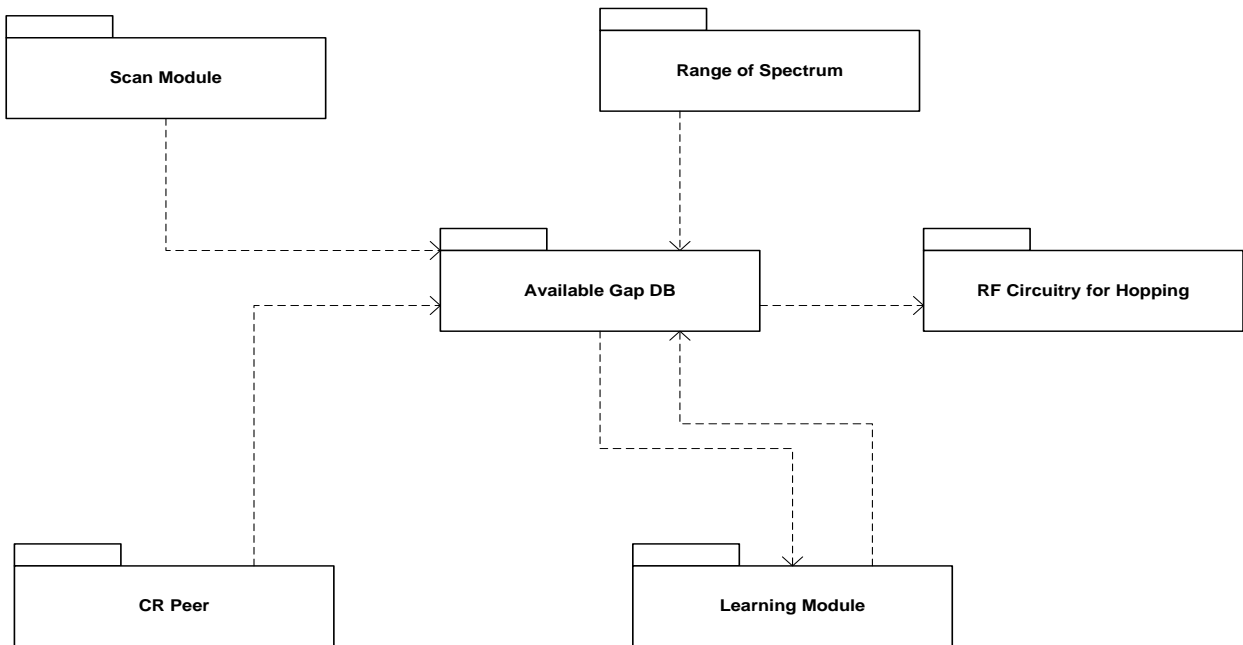 Scan Module
Range of Spectrum
Available Gap DB
RF Circuitry for Hopping
CR Peer
Learning Module